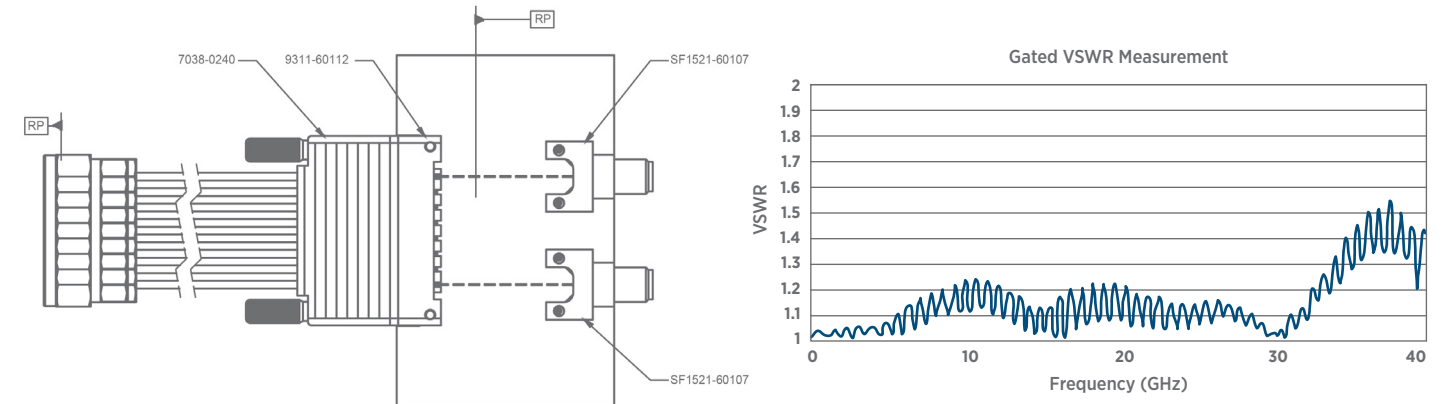 RP
7038-0240
9311-60112
SF1521-60107
RP
SF1521-60107
Gated VSWR Measurement
VSWR
2
1.9
1.8
1.7
1.6
1.5
1.4
1.3
1.2
1.1
1
0
10
20
30
40
Frequency (GHz)